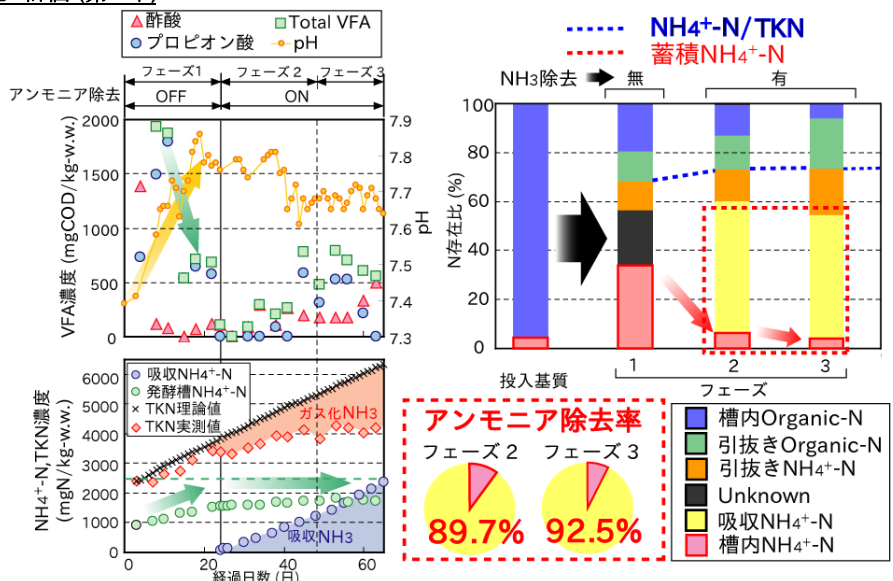 酢酸 Total VFA
プロピオン酸 pH
フェーズ1 フェーズ2 フェーズ3
アンモニア除去 OFF ON
VFA濃度 (mgCOD/kg-w.w.)
2000
1500
1000
500
0
pH
7.9
7.8
7.7
7.6
7.5
7.4
7.3
NH4+-N,TKN濃度
(mgN/kg-w.w.)
6000
5000
4000
3000
2000
1000
0
吸収NH4+-N
発酵槽NH4+-N
TKN理論値
TKN実測値
ガス化NH3
吸収NH3
0 20 40 60
経過日数 (日)
NH4+-N/TKN
蓄積NH4+-N
NH3除去 無 有
N存在比 (%)
100
80
60
40
20
0
1 2 3
投入基質 フェーズ
アンモニア除去率
フェーズ2 フェーズ3
89.7% 92.5%
槽内Organic-N
引抜きOrganic-N
引抜きNH4+-N
Unknown
吸収NH4+-N
槽内NH4+-N